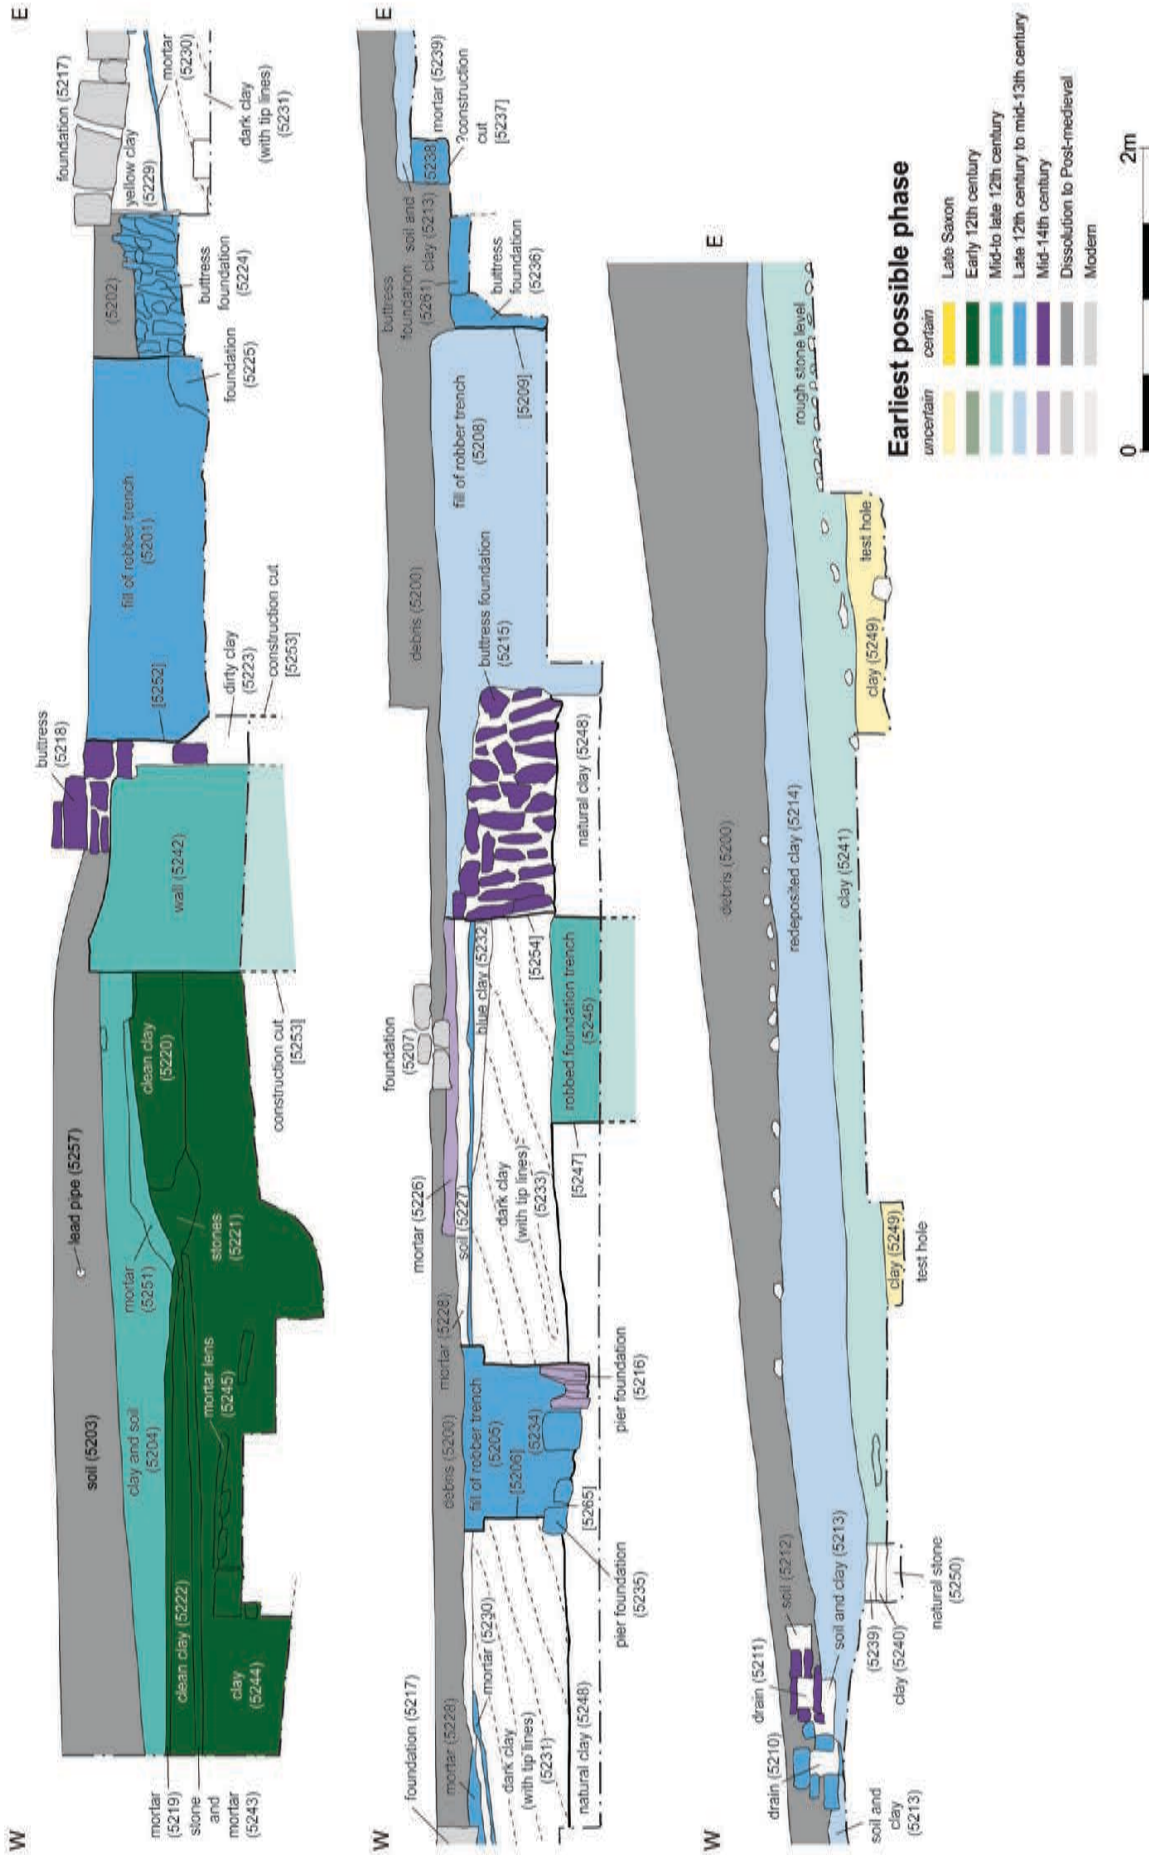 W
E
soil (5203)
lead pipe (5257)
mortar
(5251)
clay and soil
(5204)
clean clay
(5220)
stones
(5221)
mortar lens
(5245)
clean clay (5222)
clay
(5244)
mortar
(5219)
stone
and
mortar
(5243)
construction cut
[5253]
wall (5242)
buttress
(5218)
[5252]
dirty clay
(5223)
construction cut
[5253]
fill of robber trench
(5201)
foundation
(5225)
(5202)
buttress
foundation
(5224)
foundation (5217)
yellow clay
(5229)
mortar
(5230)
dark clay
(with tip lines)
(5231)
W
E
foundation (5217)
mortar (5228)
mortar (5230)
dark clay
(with tip lines)
(5231)
natural clay (5248)
debris (5200)
fill of robber trench
(5205)
[5206]
(5234)
[5265]
pier foundation
(5235)
pier foundation
(5216)
mortar (5228)
mortar (5226)
soil (5227)
dark clay
(with tip lines)
(5233)
foundation
(5207)
blue clay (5232)
[5254]
[5247]
robbed foundation trench
(5246)
natural clay (5248)
buttress foundation
(5215)
debris (5200)
fill of robber trench
(5208)
[5209]
buttress
foundation
(5261)
soil and
clay (5213)
buttress
foundation
(5236)
(5238)
mortar (5239)
?construction
cut
[5237]
W
E
drain (5210)
drain (5211)
soil and
clay
(5213)
soil (5212)
soil and clay (5213)
(5239)
clay (5240)
natural stone
(5250)
clay (5249)
test hole
debris (5200)
redeposited clay (5214)
clay (5241)
clay (5249)
test hole
rough stone level
Earliest possible phase
uncertain certain
Late Saxon
Early 12th century
Mid-to late 12th century
Late 12th century to mid-13th century
Mid-14th century
Dissolution to Post-medieval
Modern
0 2m